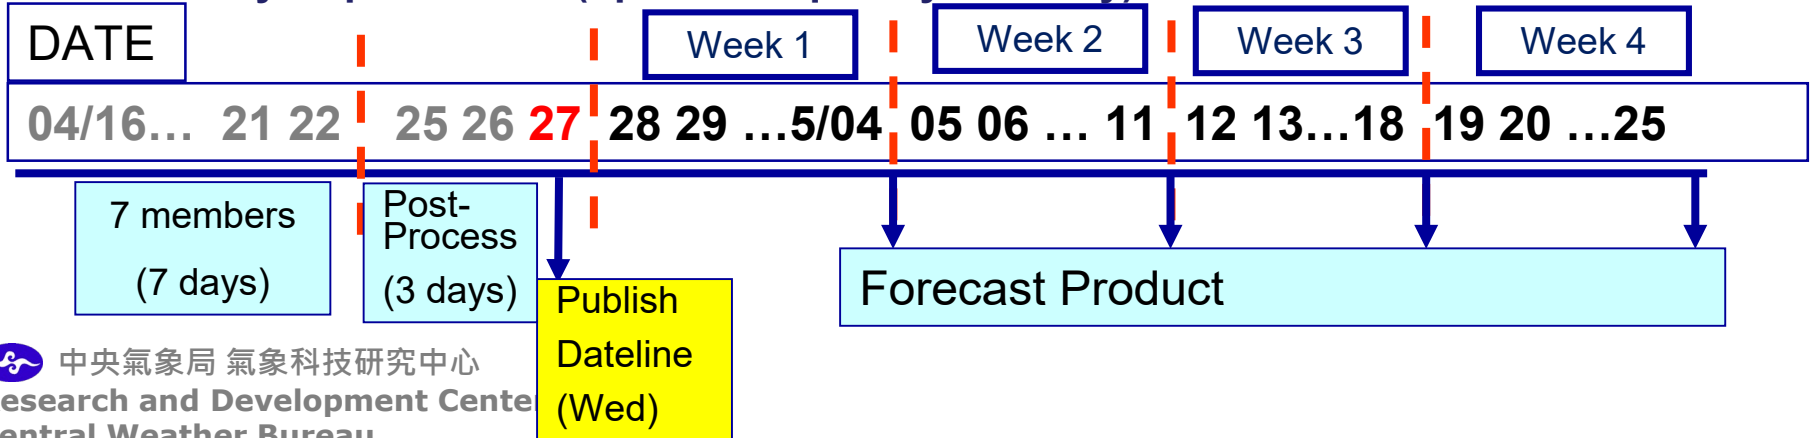 DATE
Week 1
Week 2
Week 3
Week 4
04/16… 21 22 25 26 27 28 29 …5/04 05 06 … 11 12 13…18 19 20 …25
7 members
(7 days)
Post-
Process
(3 days)
Publish
Dateline
(Wed)
Forecast Product
中央氣象局 氣象科技研究中心
esearch and Development Cente
entral Weather Bureau